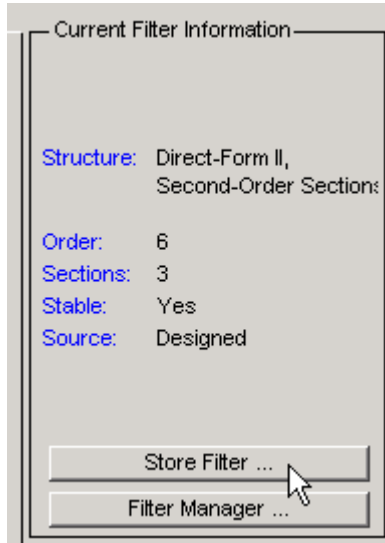 Current Filter Information
Structure: Direct-Form II,
Second-Order Sections
Order: 6
Sections: 3
Stable: Yes
Source: Designed
Store Filter ...
Filter Manager ...